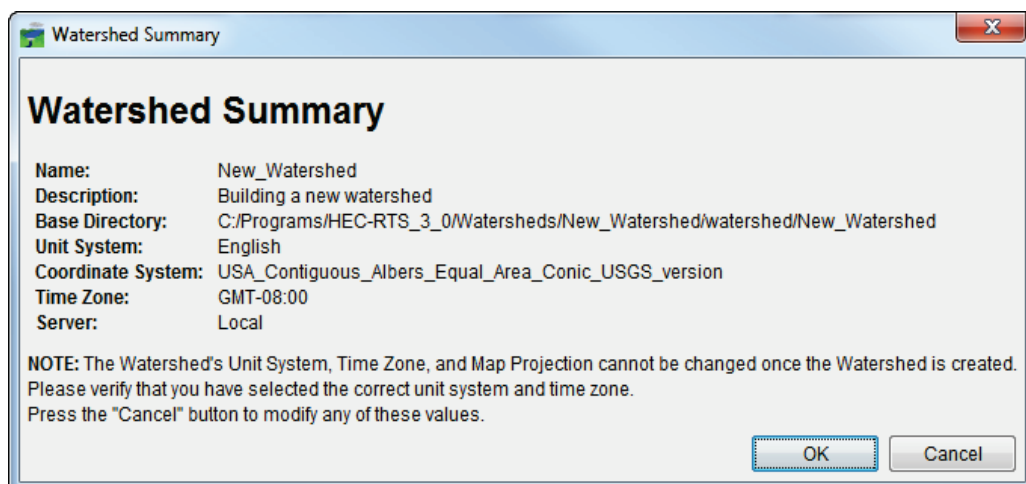 Watershed Summary
X
Watershed Summary
Name: New_Watershed
Description: Building a new watershed
Base Directory: C:/Programs/HEC-RTS_3_0/Watersheds/New_Watershed/watershed/New_Watershed
Unit System: English
Coordinate System: USA_Contiguous_Albers_Equal_Area_Conic_USGS_version
Time Zone: GMT-08:00
Server: Local
NOTE: The Watershed's Unit System, Time Zone, and Map Projection cannot be changed once the Watershed is created.
Please verify that you have selected the correct unit system and time zone.
Press the "Cancel" button to modify any of these values.
OK Cancel